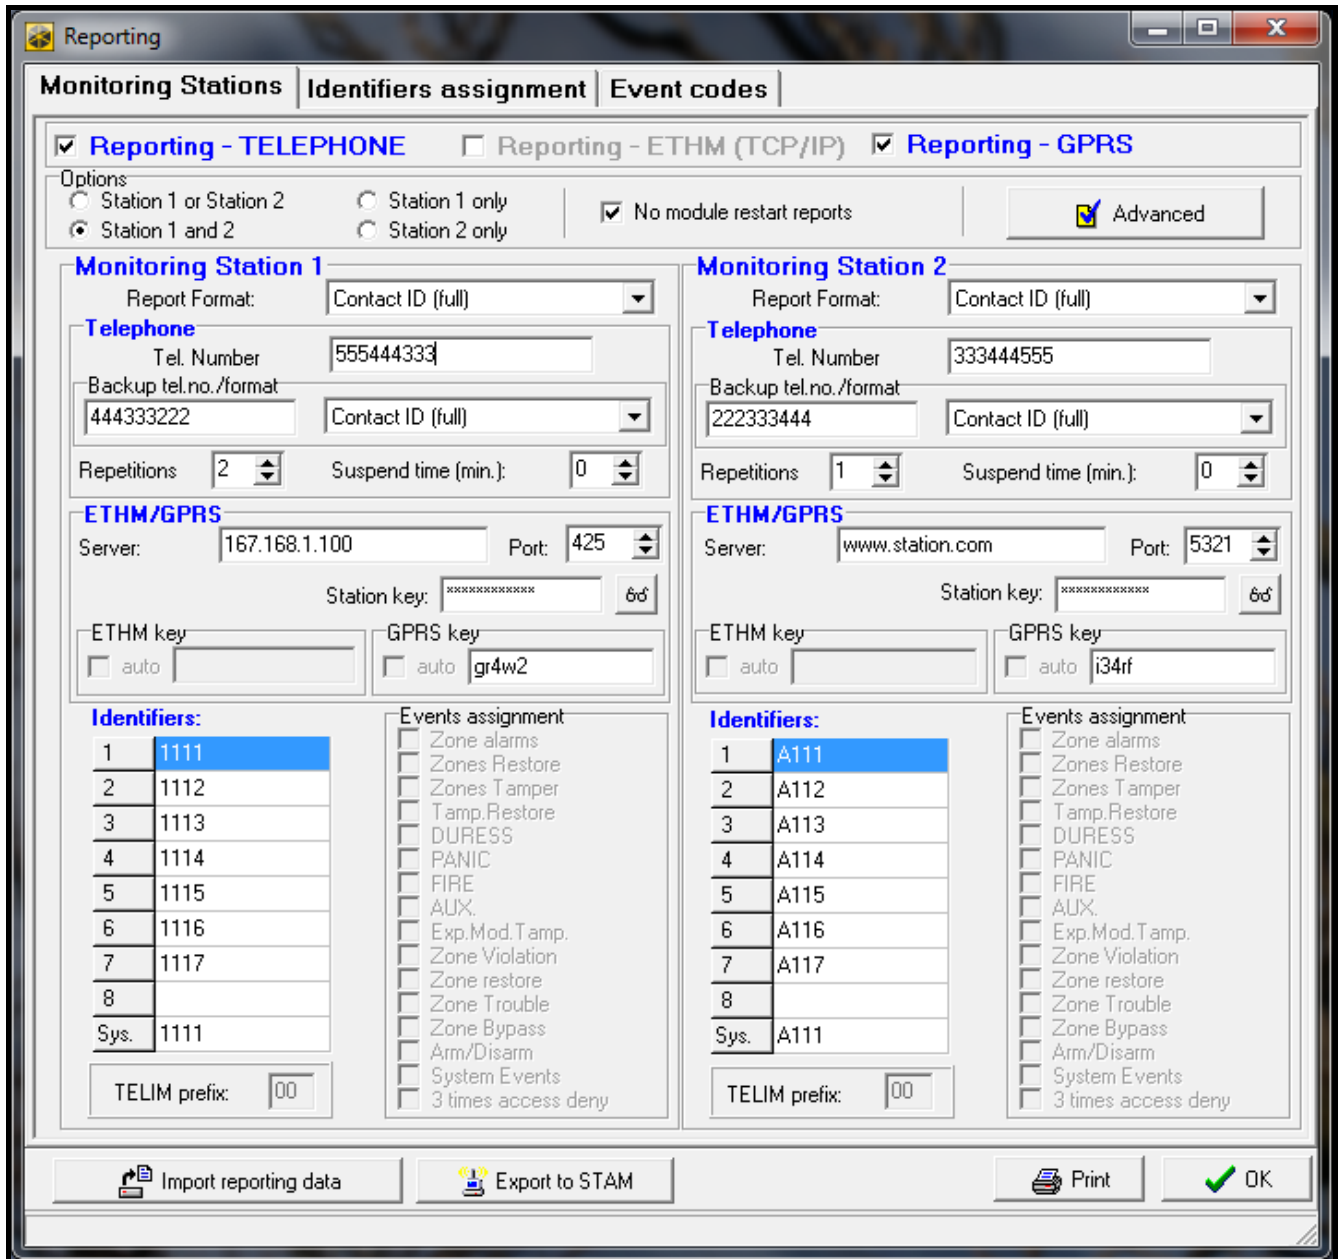 Reporting
Monitoring Stations Identifiers assignment Event codes
Reporting - TELEPHONE Reporting - ETHM (TCP/IP) Reporting - GPRS
Options
Station 1 or Station 2 Station 1 only
Station 1 and 2 Station 2 only
No module restart reports
Advanced
Monitoring Station 1
Report Format: Contact ID (full)
Telephone
Tel. Number 555444333
Backup tel.no./format
444333222 Contact ID (full)
Repetitions 2 Suspend time (min.): 0
ETHM/GPRS
Server: 167.168.1.100 Port: 425
Station key: ************
ETHM key
auto
GPRS key
auto gr4w2
Identifiers:
1 1111
2 1112
3 1113
4 1114
5 1115
6 1116
7 1117
8
Sys. 1111
TELIM prefix: 00
Events assignment
Zone alarms
Zones Restore
Zones Tamper
Tamp.Restore
DURESS
PANIC
FIRE
AUX.
Exp.Mod.Tamp.
Zone Violation
Zone restore
Zone Trouble
Zone Bypass
Arm/Disarm
System Events
3 times access deny
Monitoring Station 2
Report Format: Contact ID (full)
Telephone
Tel. Number 333444555
Backup tel.no./format
222333444 Contact ID (full)
Repetitions 1 Suspend time (min.): 0
ETHM/GPRS
Server: www.station.com Port: 5321
Station key: ************
ETHM key
auto
GPRS key
auto i34rf
Identifiers:
1 A111
2 A112
3 A113
4 A114
5 A115
6 A116
7 A117
8
Sys. A111
TELIM prefix: 00
Events assignment
Zone alarms
Zones Restore
Zones Tamper
Tamp.Restore
DURESS
PANIC
FIRE
AUX.
Exp.Mod.Tamp.
Zone Violation
Zone restore
Zone Trouble
Zone Bypass
Arm/Disarm
System Events
3 times access deny
Import reporting data Export to STAM Print OK